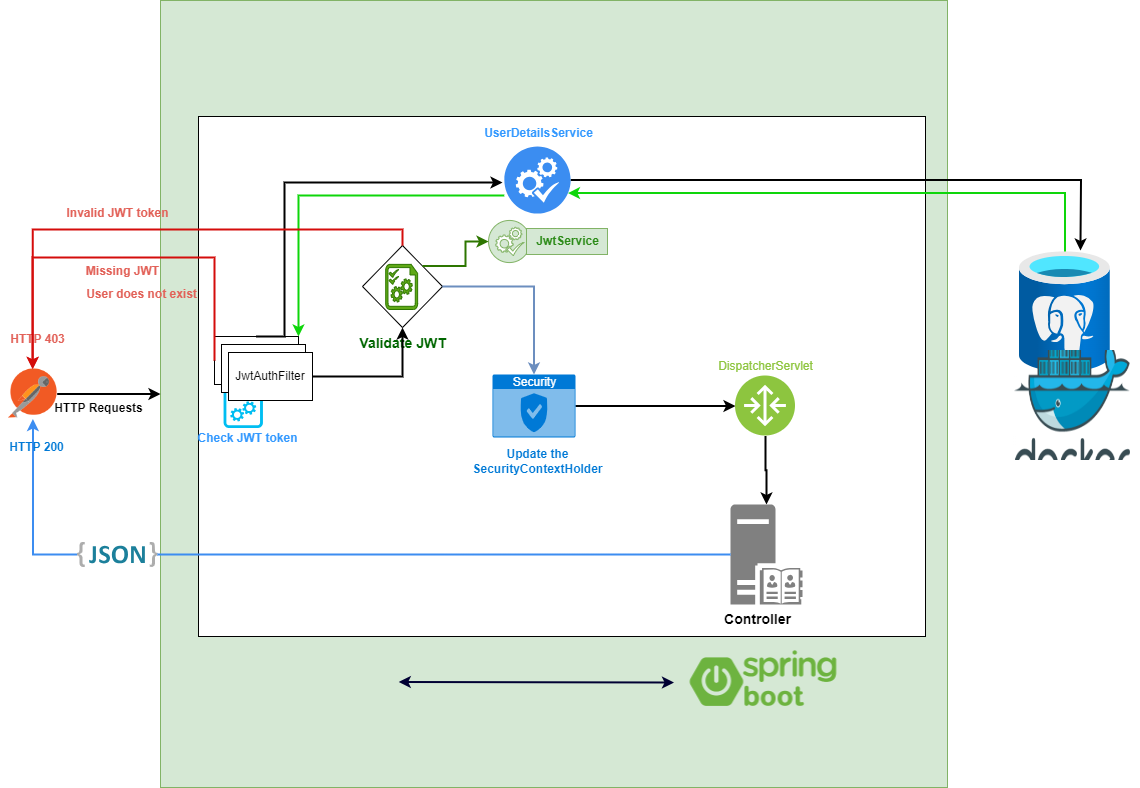 UserDetailsService
Invalid JWT token
JwtService
Missing JWT
User does not exist
HTTP 403
Validate JWT
JwtAuthFilter
DispatcherServlet
Security
HTTP Requests
Check JWT token
HTTP 200
Update the
SecurityContextHolder
docker
{JSON}
Controller
spring
boot